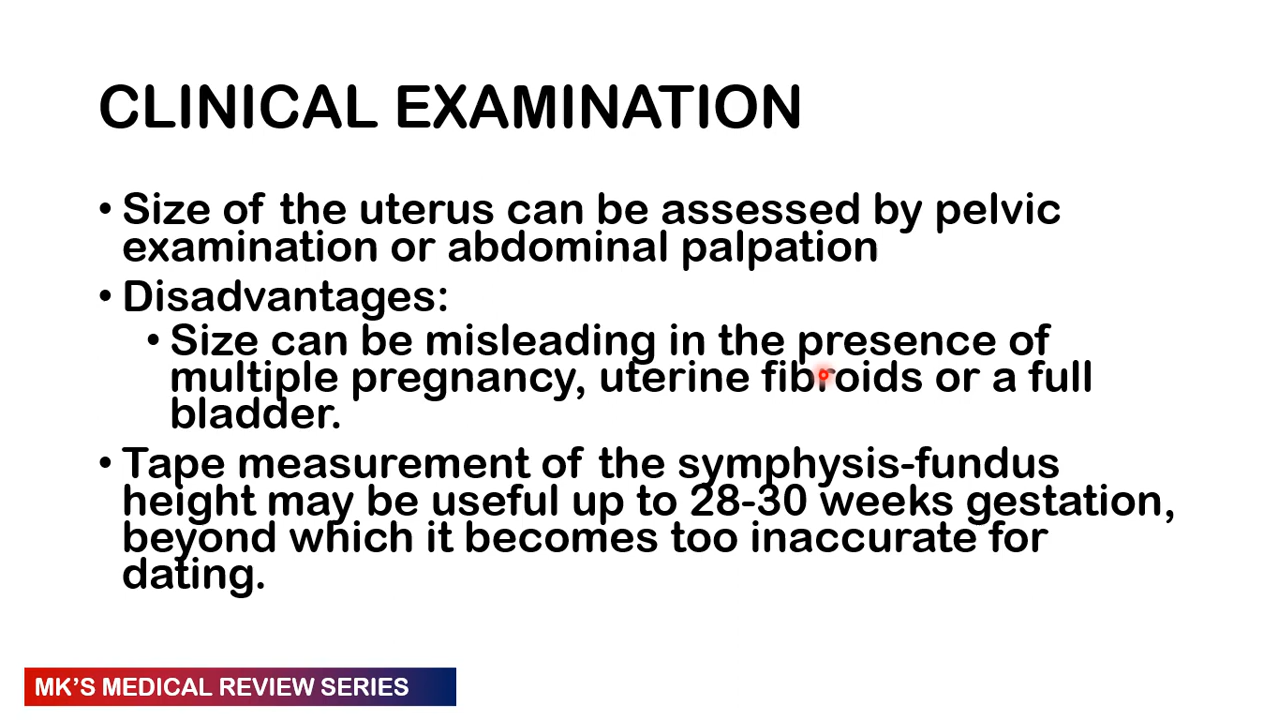 CLINICAL EXAMINATION
• Size of the uterus can be assessed by pelvic
examination or abdominal palpation
• Disadvantages:
• Size can be misleading in the presence of
multiple pregnancy, uterine fibroids or a full
bladder.
• Tape measurement of the symphysis-fundus
height may be useful up to 28-30 weeks gestation,
beyond which it becomes too inaccurate for
dating.
MK'S MEDICAL REVIEW SERIES